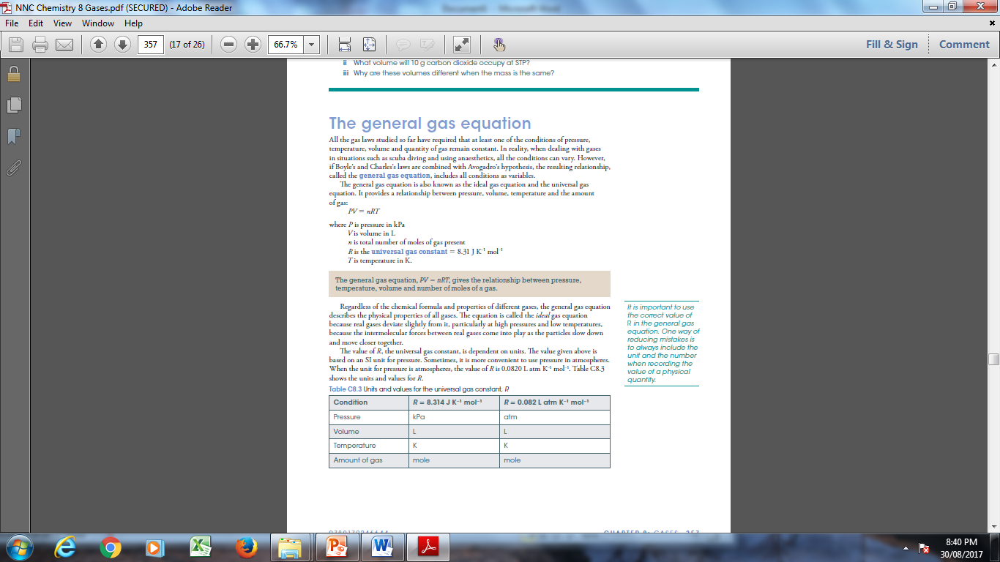 NNC Chemistry 8 Gases.pdf (SECURED) - Adobe Reader
File Edit View Window Help
357 (17 of 26) 66.7% Fill & Sign Comment
ii What volume will 10 g carbon dioxide occupy at STP?
iii Why are these volumes different when the mass is the same?
The general gas equation
All the gas laws studied so far have required that at least one of the conditions of pressure,
temperature, volume and quantity of gas remain constant. In reality, when dealing with gases
in situations such as scuba diving and using anaesthetics, all the conditions can vary. However,
if Boyle's and Charles's laws are combined with Avogadro's hypothesis, the resulting relationship,
called the general gas equation, includes all conditions as variables.
The general gas equation is also known as the ideal gas equation and the universal gas
equation. It provides a relationship between pressure, volume, temperature and the amount
of gas:
PV = nRT
where P is pressure in kPa
V is volume in L
n is total number of moles of gas present
R is the universal gas constant = 8.31 J K⁻¹ mol⁻¹
T is temperature in K.
The general gas equation, PV = nRT, gives the relationship between pressure,
temperature, volume and number of moles of a gas.
Regardless of the chemical formula and properties of different gases, the general gas equation
describes the physical properties of all gases. The equation is called the ideal gas equation
because real gases deviate slightly from it, particularly at high pressures and low temperatures,
because the intermolecular forces between real gases come into play as the particles slow down
and move closer together.
The value of R, the universal gas constant, is dependent on units. The value given above is
based on an SI unit for pressure. Sometimes, it is more convenient to use pressure in atmospheres.
When the unit for pressure is atmospheres, the value of R is 0.0820 L atm K⁻¹ mol⁻¹. Table C8.3
shows the units and values for R.
It is important to use
the correct value of
R in the general gas
equation. One way of
reducing mistakes is
to always include the
unit and the number
when recording the
value of a physical
quantity.
Table C8.3 Units and values for the universal gas constant, R
Condition R = 8.314 J K⁻¹ mol⁻¹ R = 0.082 L atm K⁻¹ mol⁻¹
Pressure kPa atm
Volume L L
Temperature K K
Amount of gas mole mole
8:40 PM
30/08/2017